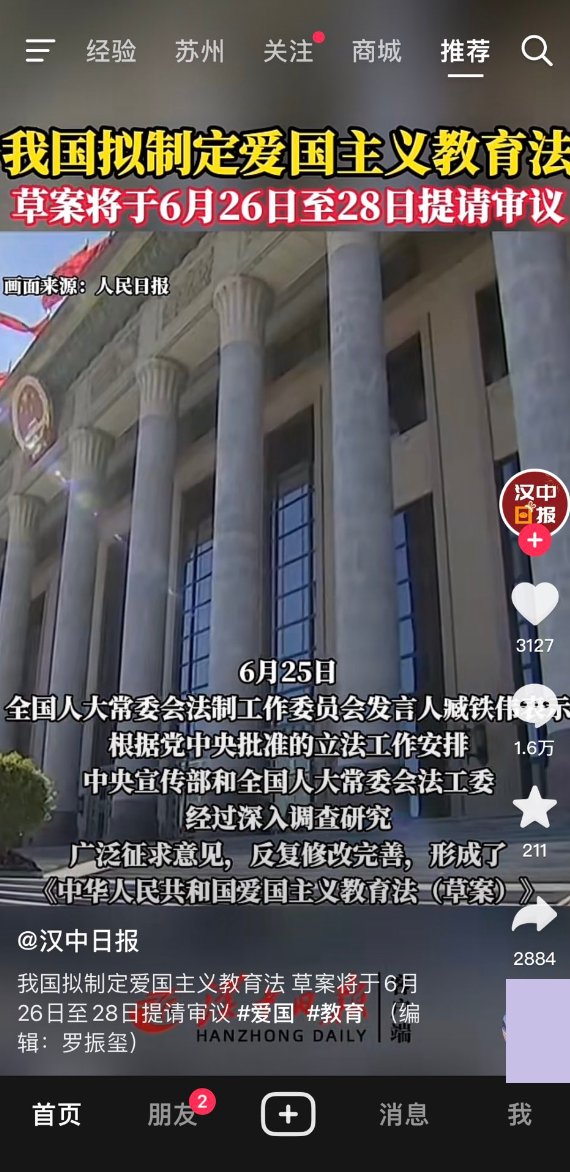 经验 苏州 关注 商城 推荐
我国拟制定爱国主义教育法
草案将于6月26日至28日提请审议
画面来源：人民日报
汉中
日报
3127
6月25日
全国人大常委会法制工作委员会发言人臧铁伟表示
根据党中央批准的立法工作安排
1.6万
中央宣传部和全国人大常委会法工委
经过深入调查研究
广泛征求意见，反复修改完善，形成了
211
《中华人民共和国爱国主义教育法（草案）》
@汉中日报
2884
我国拟制定爱国主义教育法 草案将于6月
26日至28日提请审议 #爱国 #教育 （编
辑：罗振玺）
汉中日报
HANZHONG DAILY
首页 朋友 2 消息 我